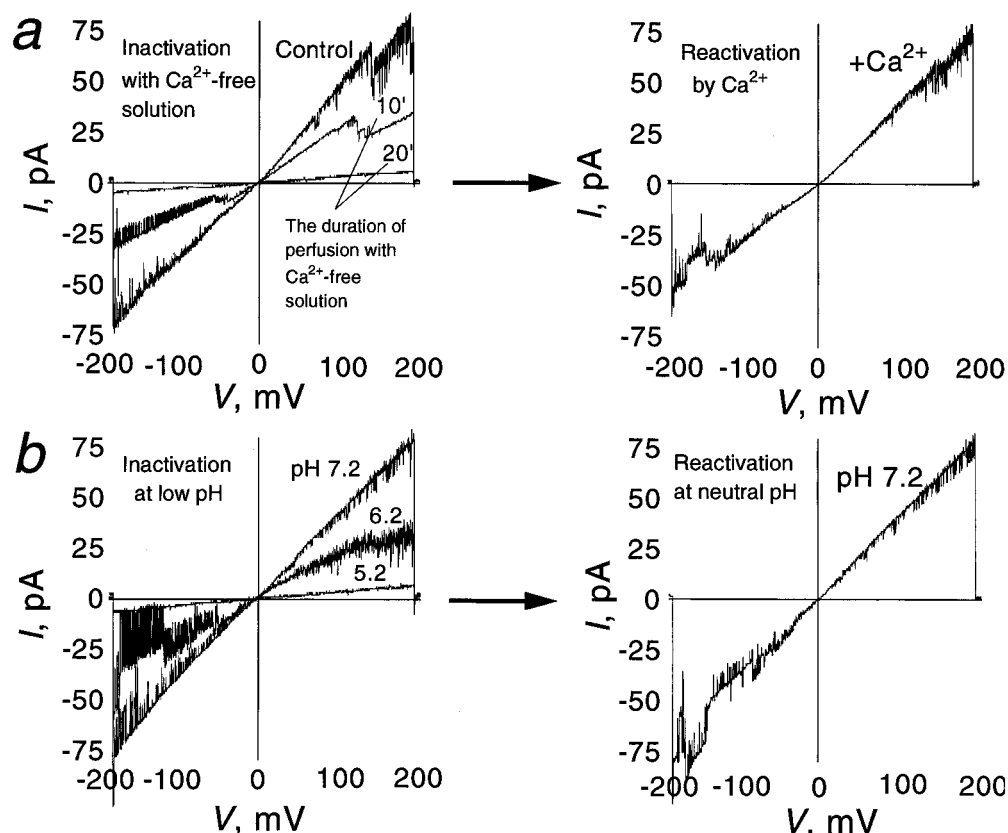 a
Inactivation
with Ca²⁺-free
solution
Control
10'
20'
The duration of
perfusion with
Ca²⁺-free
solution
I, pA
75
50
25
0
-25
-50
-75
-200 -100 0 100 200
V, mV
Reactivation
by Ca²⁺
+Ca²⁺
I, pA
75
50
25
0
-25
-50
-75
-200 -100 0 100 200
V, mV
b
Inactivation
at low pH
pH 7.2
6.2
5.2
I, pA
75
50
25
0
-25
-50
-75
-200 -100 0 100 200
V, mV
Reactivation
at neutral pH
pH 7.2
I, pA
75
50
25
0
-25
-50
-75
-200 -100 0 100 200
V, mV